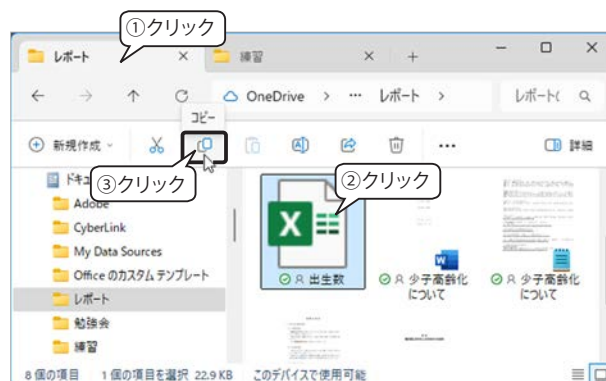 ①クリック
レポート
練習
OneDrive
レポート
レポート(
コピー
新規作成
詳細
③クリック
②クリック
Adobe
CyberLink
My Data Sources
Office のカスタム テンプレート
レポート
勉強会
練習
出生数
少子高齢化
について
少子高齢化
について
8 個の項目 1 個の項目を選択 22.9 KB このデバイスで使用可能